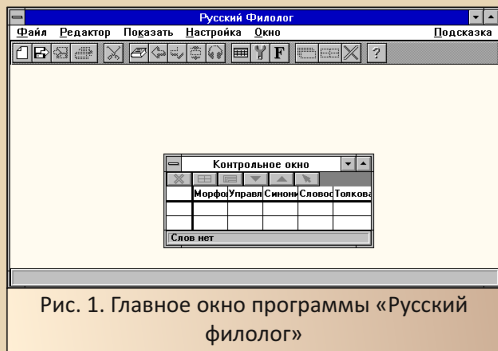 Русский Филолог
Файл Редактор Показать Настройка Окно Подсказка
F ?
Контрольное окно
Морфо Управл Синони Словос Толкова
Слов нет
Рис. 1. Главное окно программы «Русский
филолог»